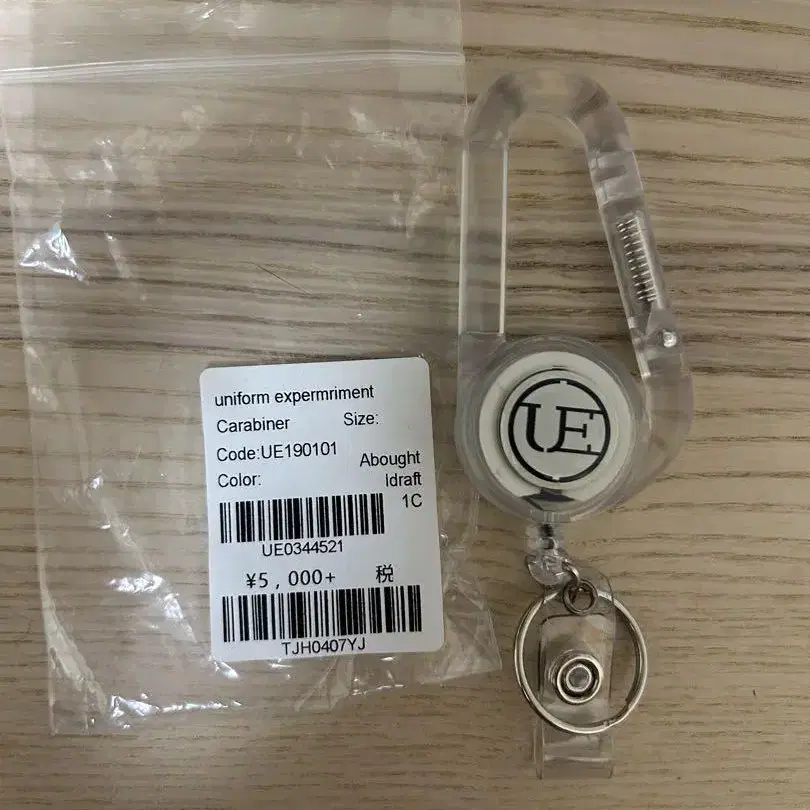 uniform expermriment
Carabiner Size:
Code:UE190101
Color:
Abought
Idraft
1C
UE0344521
¥5,000+ 税
TJH0407YJ
UE